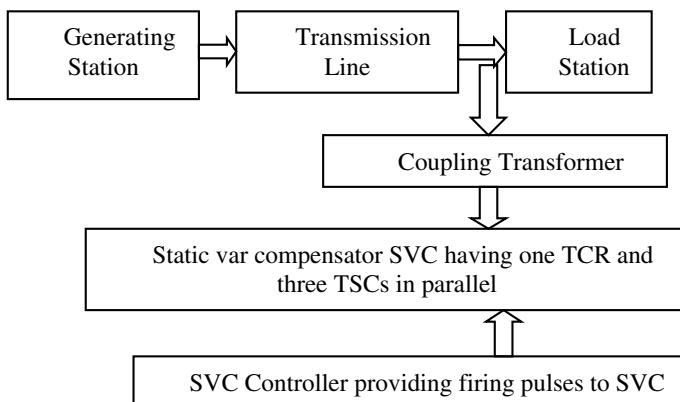 Generating
Station
Transmission
Line
Load
Station
Coupling Transformer
Static var compensator SVC having one TCR and
three TSCs in parallel
SVC Controller providing firing pulses to SVC